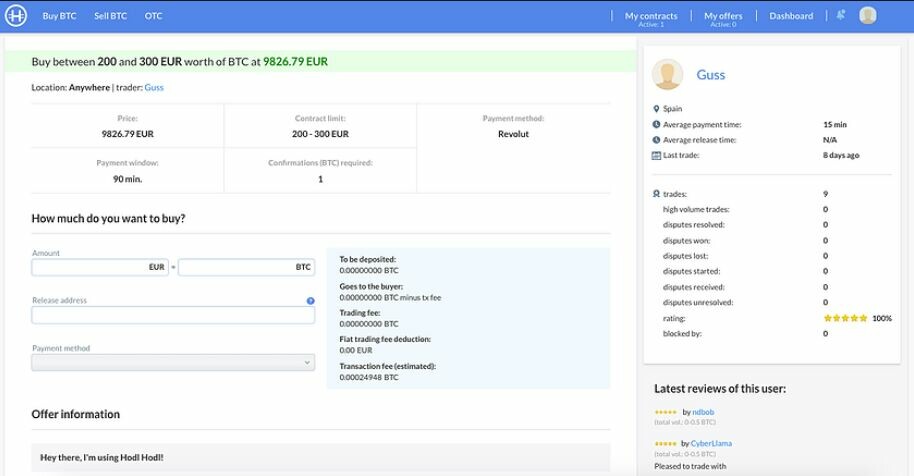 Buy BTC Sell BTC OTC My contracts My offers Dashboard
Active: 1 Active: 0
Buy between 200 and 300 EUR worth of BTC at 9826.79 EUR
Location: Anywhere | trader: Guss
Price: Contract limit: Payment method:
9826.79 EUR 200 - 300 EUR Revolut
Payment window: Confirmations (BTC) required:
90 min. 1
How much do you want to buy?
Amount
EUR = BTC
Release address ?
Payment method
To be deposited:
0.00000000 BTC
Goes to the buyer:
0.00000000 BTC minus tx fee
Trading fee:
0.00000000 BTC
Fiat trading fee deduction:
0.00 EUR
Transaction fee (estimated):
0.00024948 BTC
Offer information
Hey there, I'm using Hodl Hodl!
Guss
Spain
Average payment time: 15 min
Average release time: N/A
Last trade: 8 days ago
trades: 9
high volume trades: 0
disputes resolved: 0
disputes won: 0
disputes lost: 0
disputes started: 0
disputes received: 0
disputes unresolved: 0
rating: 100%
blocked by: 0
Latest reviews of this user:
by ndbob
(total vol.: 0-0.5 BTC)
by CyberLlama
(total vol.: 0-0.5 BTC)
Pleased to trade with